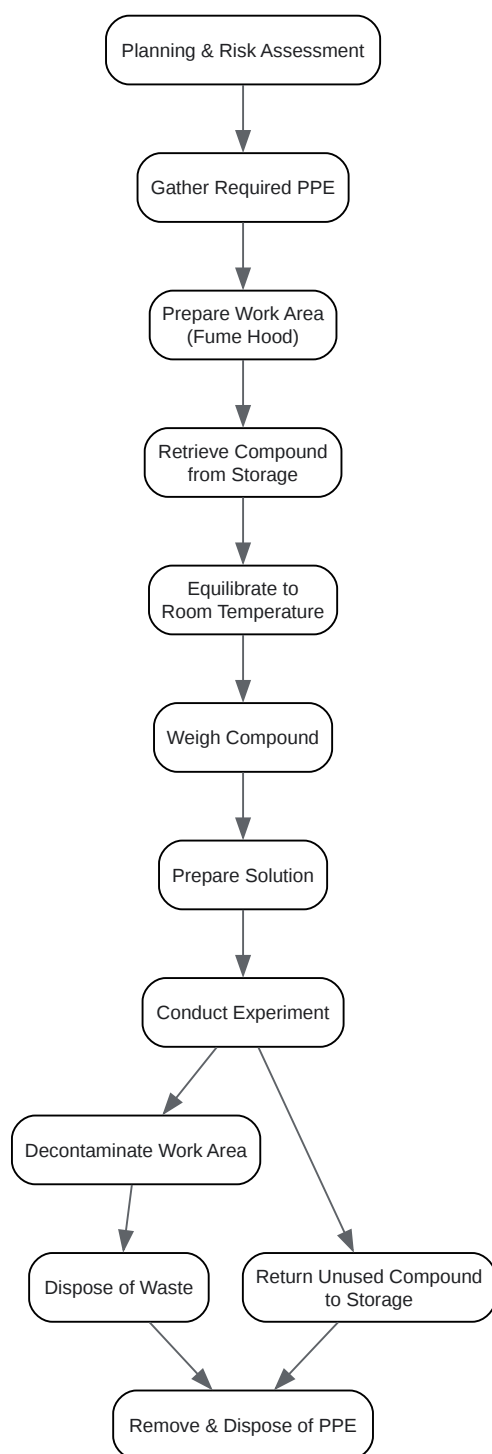 Planning & Risk Assessment
Gather Required PPE
Prepare Work Area
(Fume Hood)
Retrieve Compound
from Storage
Equilibrate to
Room Temperature
Weigh Compound
Prepare Solution
Conduct Experiment
Decontaminate Work Area
Dispose of Waste
Return Unused Compound
to Storage
Remove & Dispose of PPE